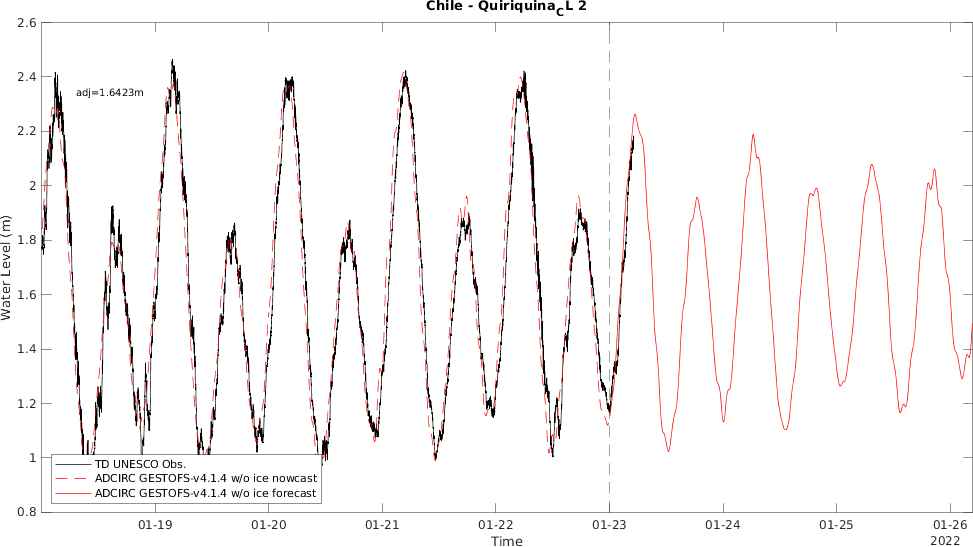 Chile - Quiriquina_CL 2
2.6
2.4
2.2
2
1.8
1.6
1.4
1.2
1
0.8
Water Level (m)
adj=1.6423m
TD UNESCO Obs.
ADCIRC GESTOFS-v4.1.4 w/o ice nowcast
ADCIRC GESTOFS-v4.1.4 w/o ice forecast
01-19 01-20 01-21 01-22 01-23 01-24 01-25 01-26
Time 2022